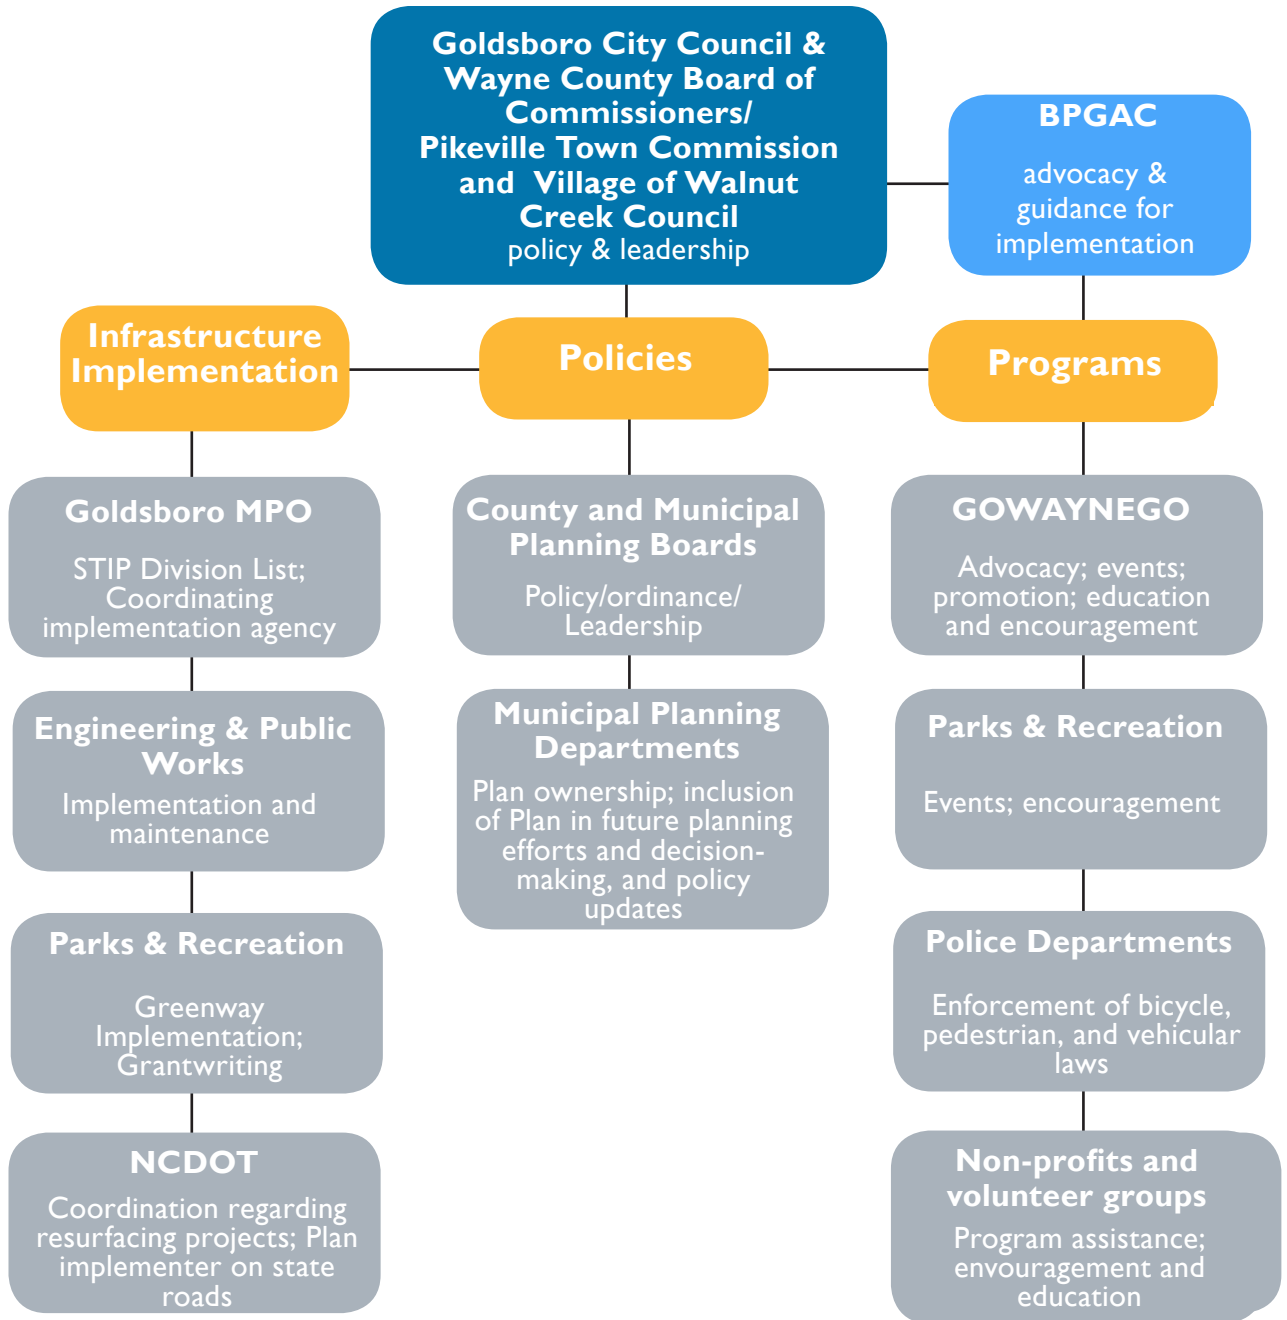 Goldsboro City Council &
Wayne County Board of
Commissioners/
Pikeville Town Commission
and Village of Walnut
Creek Council
policy & leadership
BPGAC
advocacy &
guidance for
implementation
Infrastructure
Implementation
Policies
Programs
Goldsboro MPO
STIP Division List;
Coordinating
implementation agency
Engineering & Public
Works
Implementation and
maintenance
Parks & Recreation
Greenway
Implementation;
Grantwriting
NCDOT
Coordination regarding
resurfacing projects; Plan
implementer on state
roads
County and Municipal
Planning Boards
Policy/ordinance/
Leadership
Municipal Planning
Departments
Plan ownership; inclusion
of Plan in future planning
efforts and decision-
making, and policy
updates
GOWAYNEGO
Advocacy; events;
promotion; education
and encouragement
Parks & Recreation
Events; encouragement
Police Departments
Enforcement of bicycle,
pedestrian, and vehicular
laws
Non-profits and
volunteer groups
Program assistance;
envouragement and
education